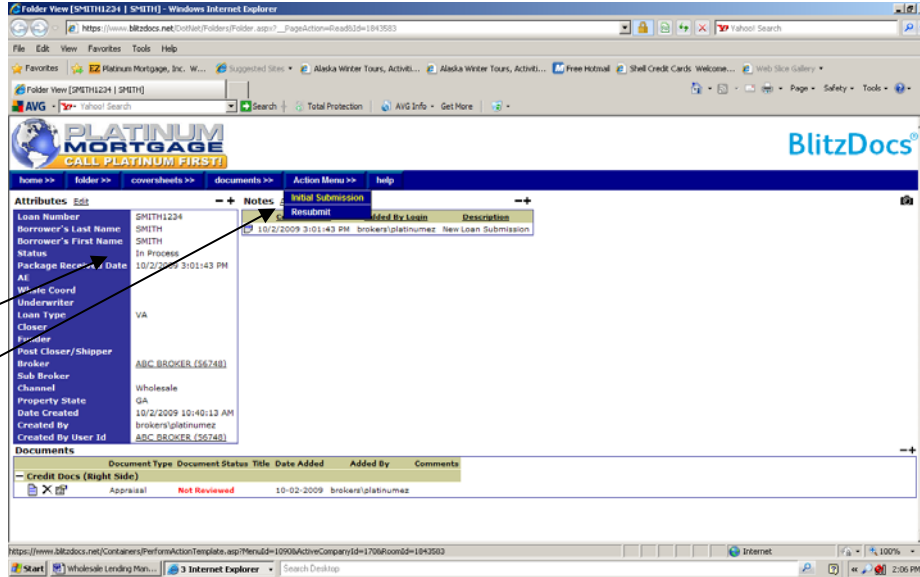 Folder View [SMITH1234 | SMITH] - Windows Internet Explorer
https://www.blitzdocs.net/DotNet/Folders/Folder.aspx?__PageAction=Read&Id=1843583
Yahoo! Search
File Edit View Favorites Tools Help
Favorites EZ Platinum Mortgage, Inc. W... Suggested Sites Alaska Winter Tours, Activiti... Alaska Winter Tours, Activiti... Free Hotmail Shell Credit Cards Welcome... Web Slice Gallery
Folder View [SMITH1234 | SMITH] Page Safety Tools
AVG Yahoo! Search Search Total Protection AVG Info Get More
PLATINUM
MORTGAGE
CALL PLATINUM FIRST!
BlitzDocs®
home >> folder >> coversheets >> documents >> Action Menu >> help
Attributes Edit - + Notes Initial Submission - +
Resubmit
Added By Login Description
10/2/2009 3:01:43 PM brokers\platinumez New Loan Submission
Loan Number SMITH1234
Borrower's Last Name SMITH
Borrower's First Name SMITH
Status In Process
Package Received Date 10/2/2009 3:01:43 PM
AE
Whale Coord
Underwriter
Loan Type VA
Closer
Funder
Post Closer/Shipper
Broker ABC BROKER (56748)
Sub Broker
Channel Wholesale
Property State GA
Date Created 10/2/2009 10:40:13 AM
Created By brokers\platinumez
Created By User Id ABC BROKER (56748)
Documents - +
Document Type Document Status Title Date Added Added By Comments
− Credit Docs (Right Side)
Appraisal Not Reviewed 10-02-2009 brokers\platinumez
https://www.blitzdocs.net/Containers/PerformActionTemplate.asp?MenuId=1090&ActiveCompanyId=170&RoomId=1843583 Internet 100%
Start Wholesale Lending Man... 3 Internet Explorer Search Desktop 2:06 PM